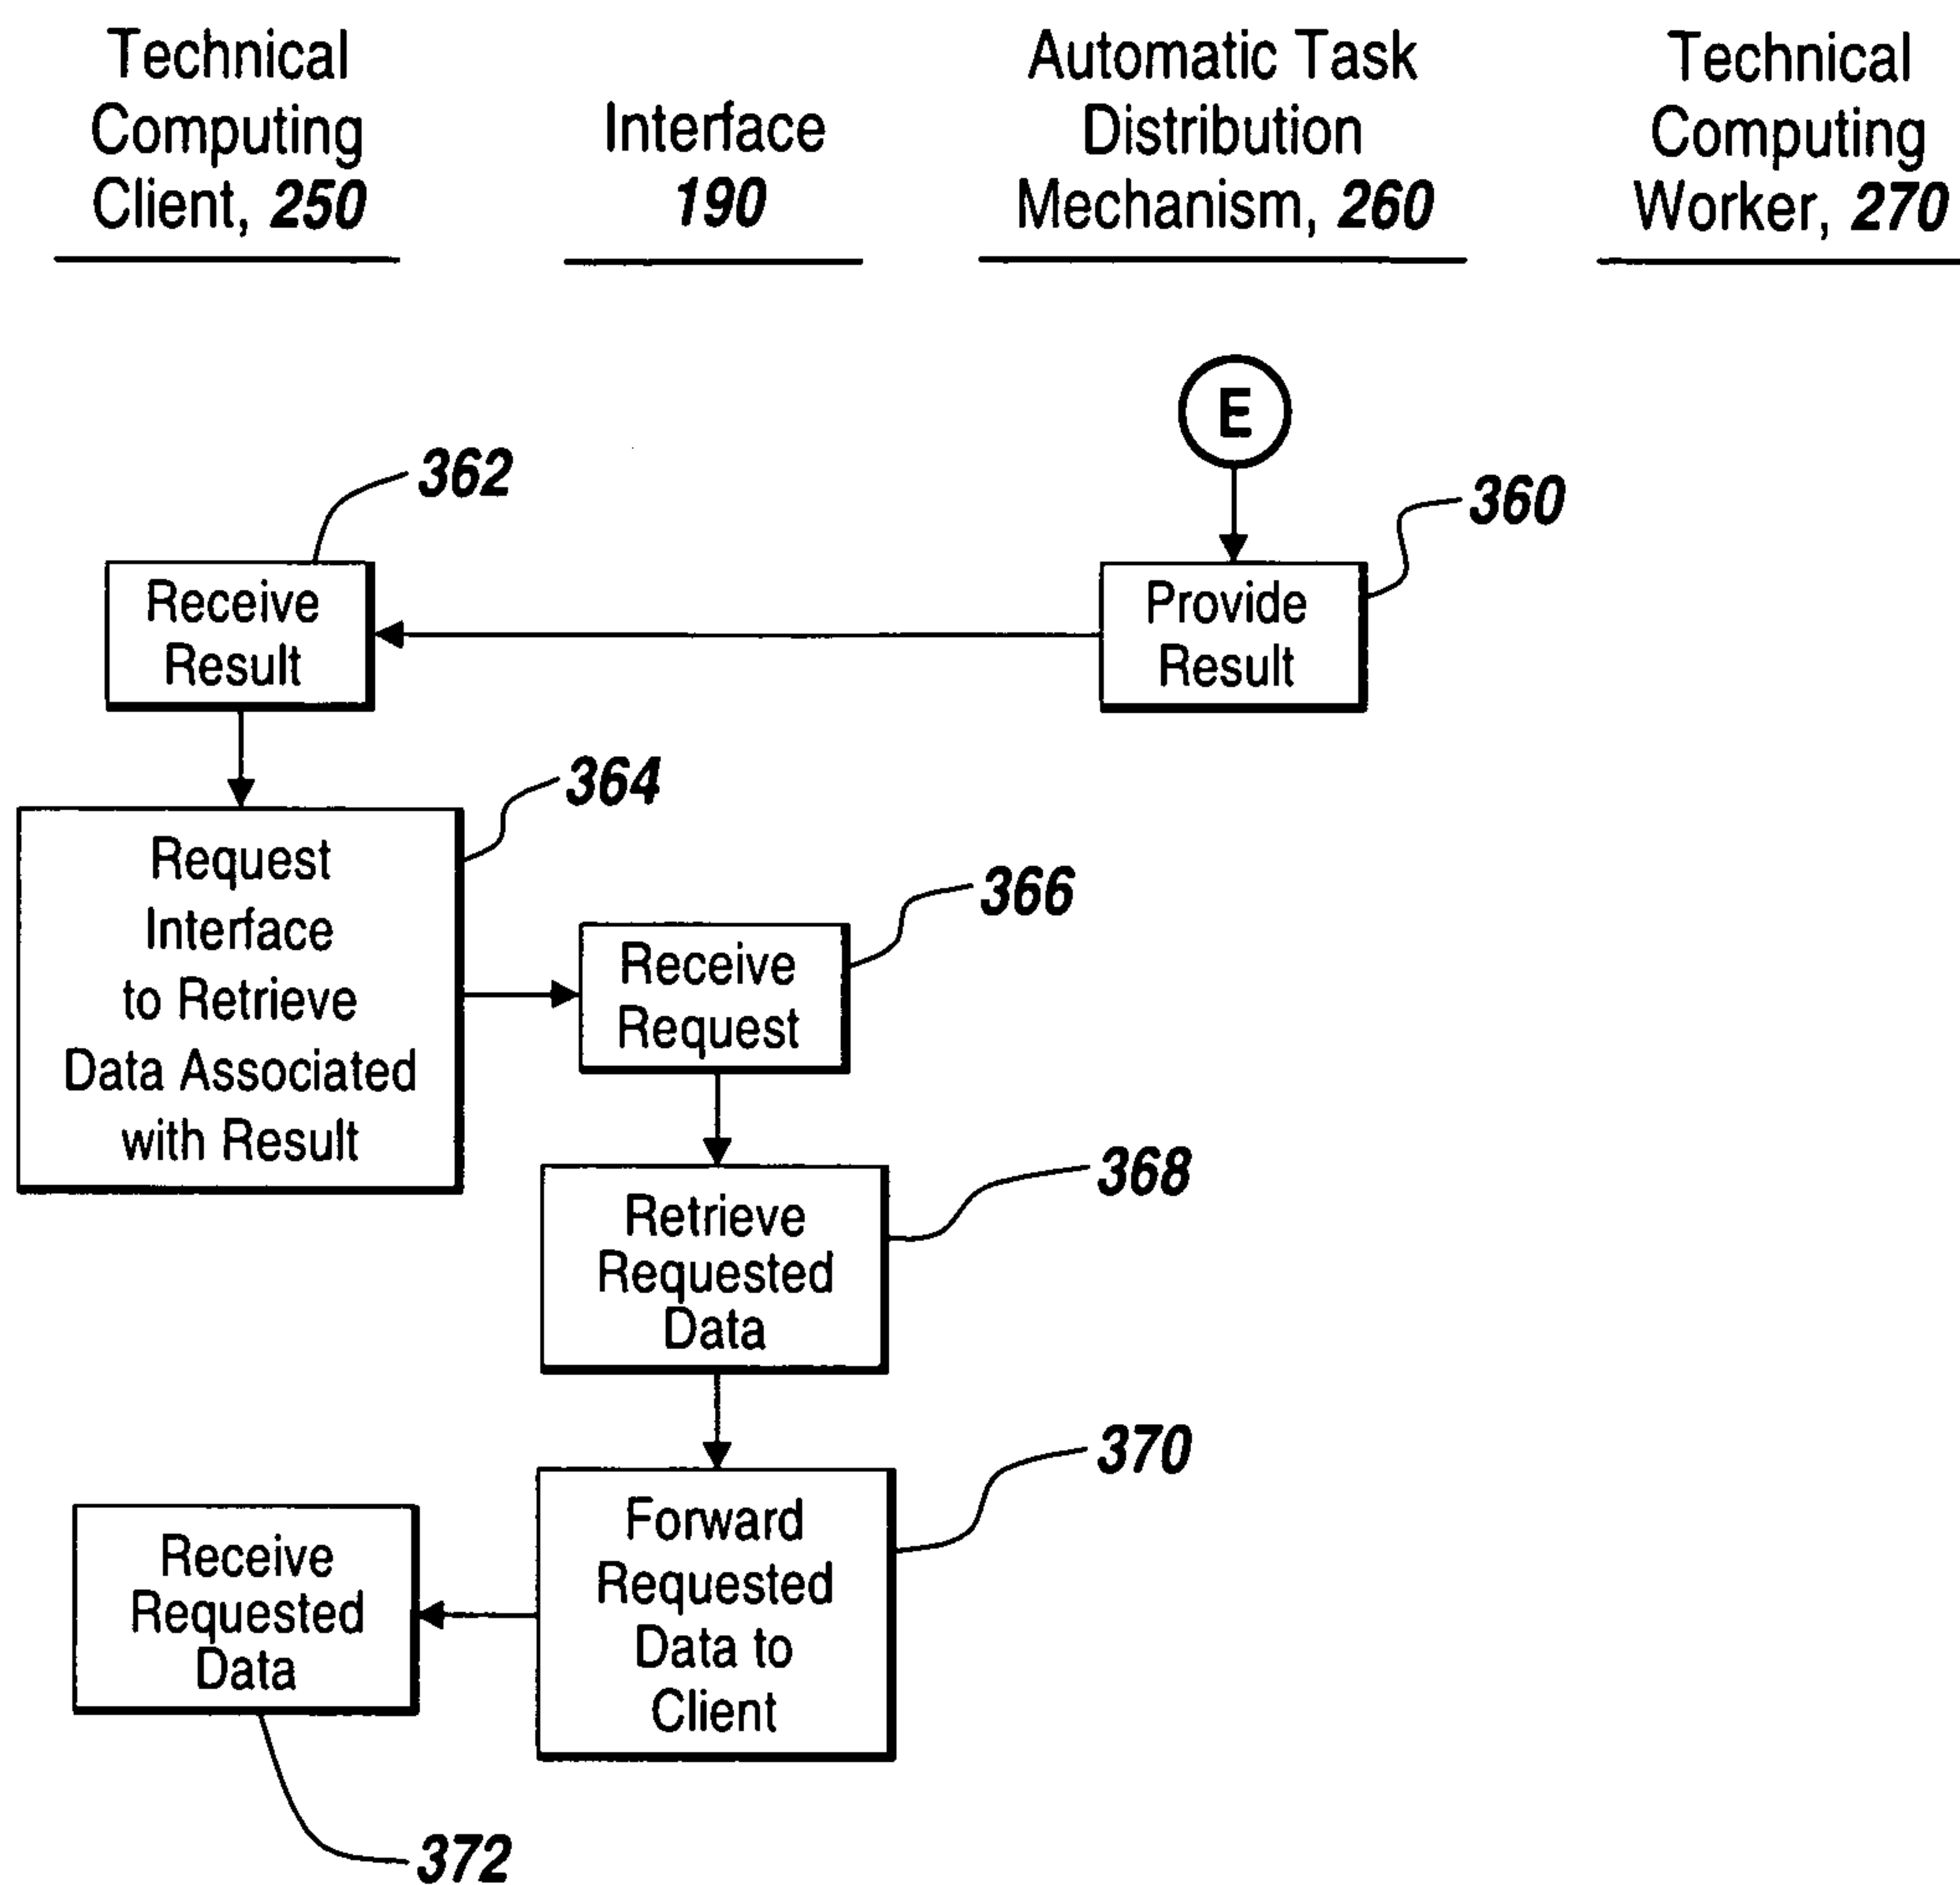 Technical
Computing
Client, 250
Interface
190
Automatic Task
Distribution
Mechanism, 260
Technical
Computing
Worker, 270
E
362
360
Receive
Result
Provide
Result
364
Request
Interface
to Retrieve
Data Associated
with Result
366
Receive
Request
368
Retrieve
Requested
Data
370
Forward
Requested
Data to
Client
Receive
Requested
Data
372